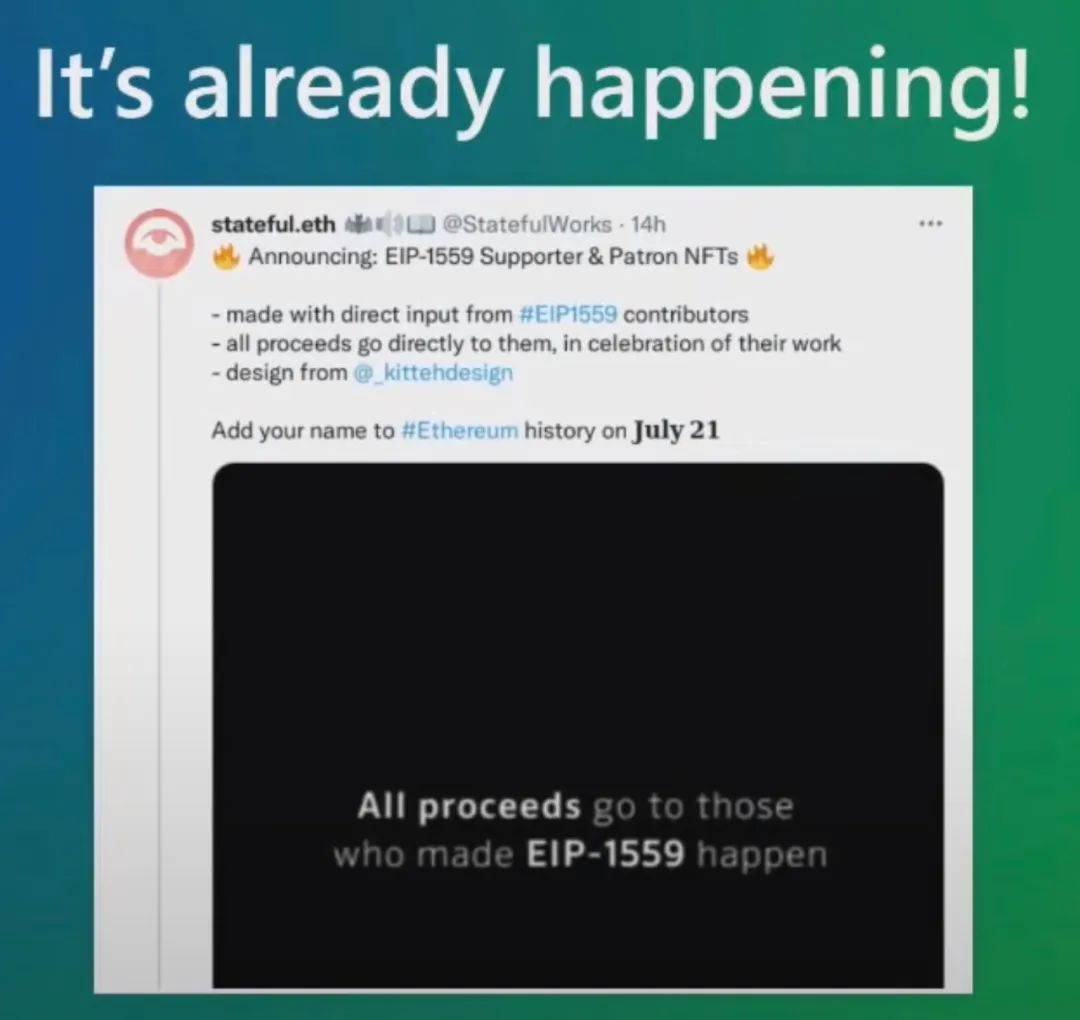 It's already happening!
stateful.eth @StatefulWorks · 14h
🔥 Announcing: EIP-1559 Supporter & Patron NFTs 🔥
- made with direct input from #EIP1559 contributors
- all proceeds go directly to them, in celebration of their work
- design from @_kittehdesign
Add your name to #Ethereum history on July 21
All proceeds go to those
who made EIP-1559 happen